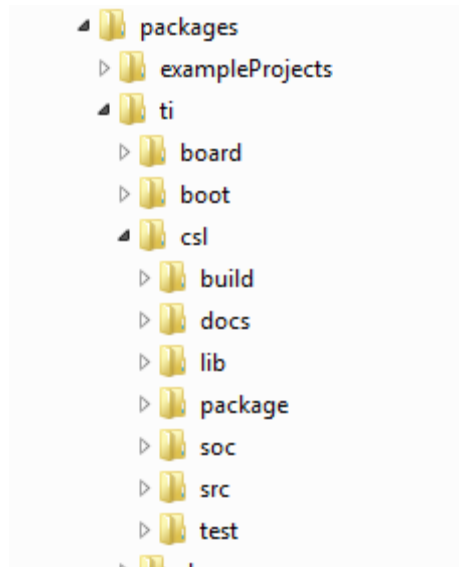 packages
exampleProjects
ti
board
boot
csl
build
docs
lib
package
soc
src
test